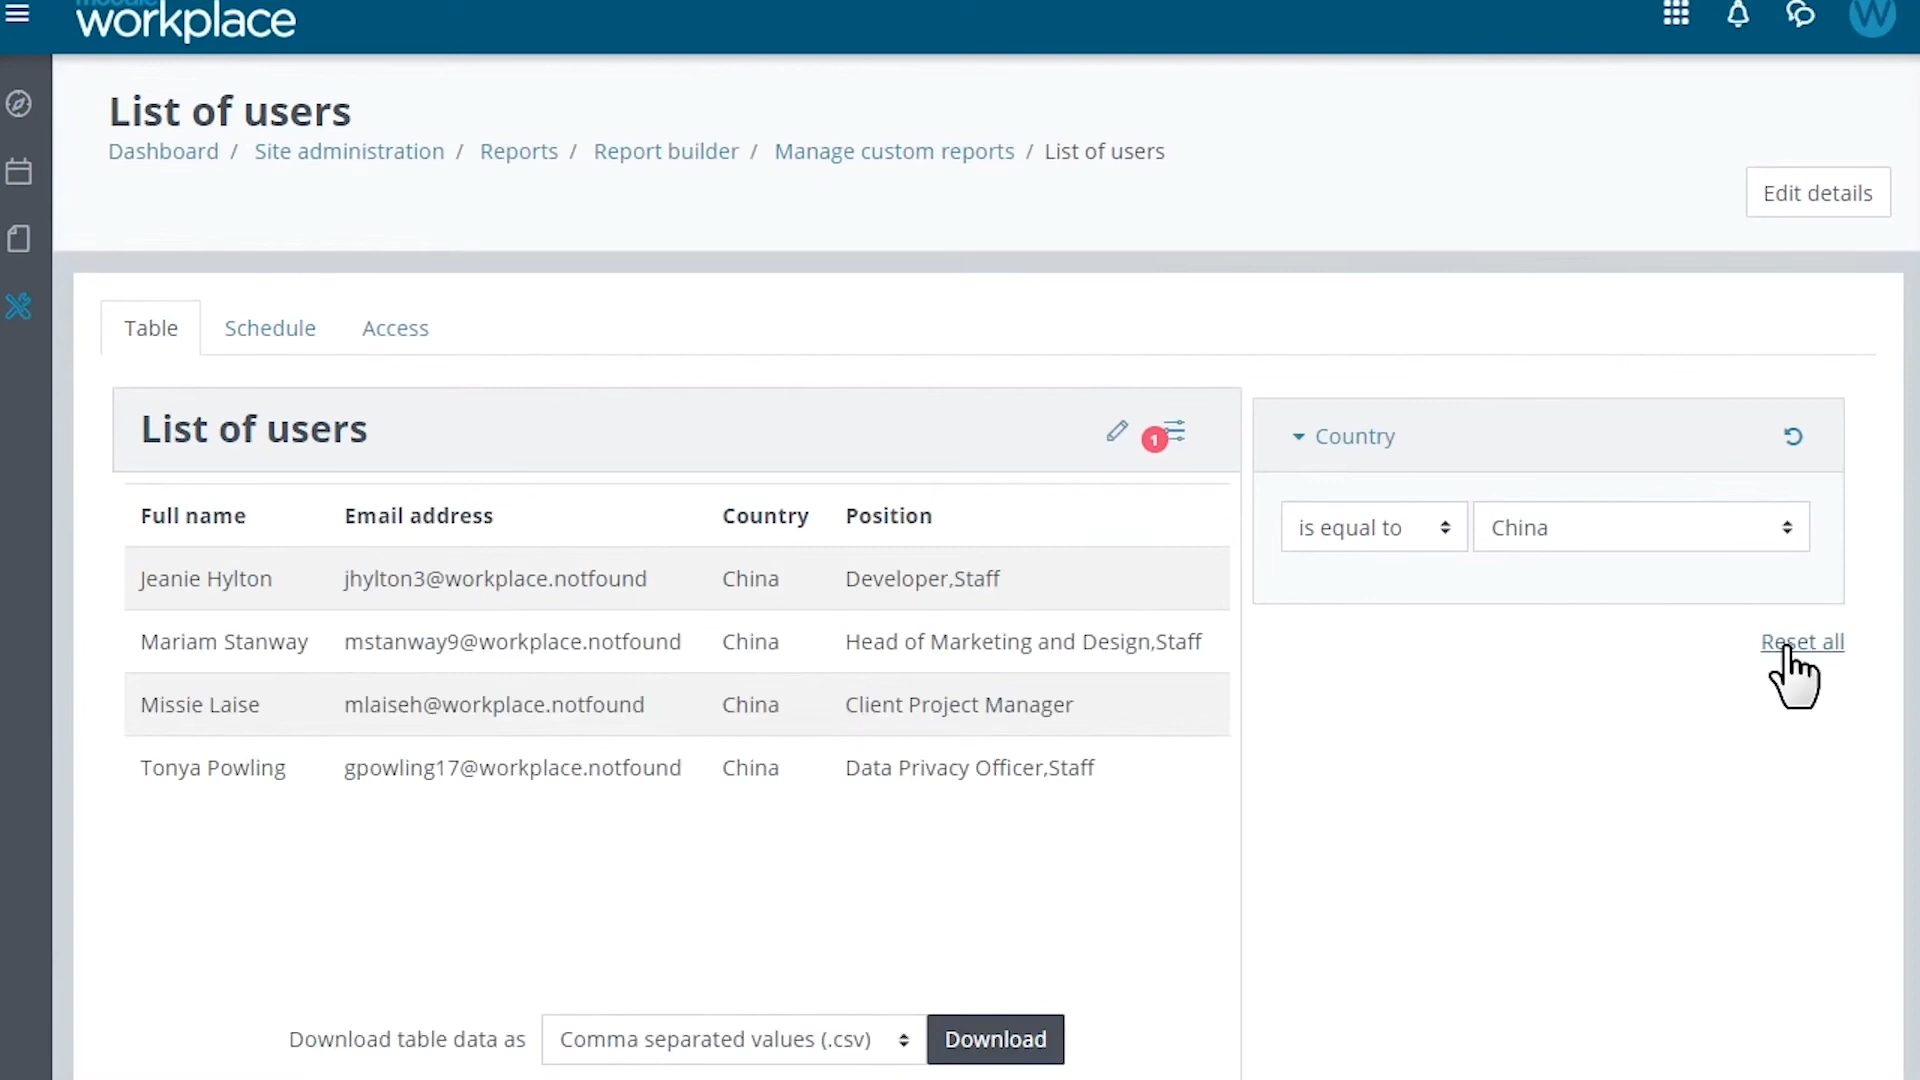 moodle
workplace
W
List of users
Dashboard / Site administration / Reports / Report builder / Manage custom reports / List of users
Edit details
Table Schedule Access
List of users
1
Country
Full name Email address Country Position
is equal to China
Jeanie Hylton jhylton3@workplace.notfound China Developer,Staff
Mariam Stanway mstanway9@workplace.notfound China Head of Marketing and Design,Staff
Reset all
Missie Laise mlaiseh@workplace.notfound China Client Project Manager
Tonya Powling gpowling17@workplace.notfound China Data Privacy Officer,Staff
Download table data as Comma separated values (.csv) Download